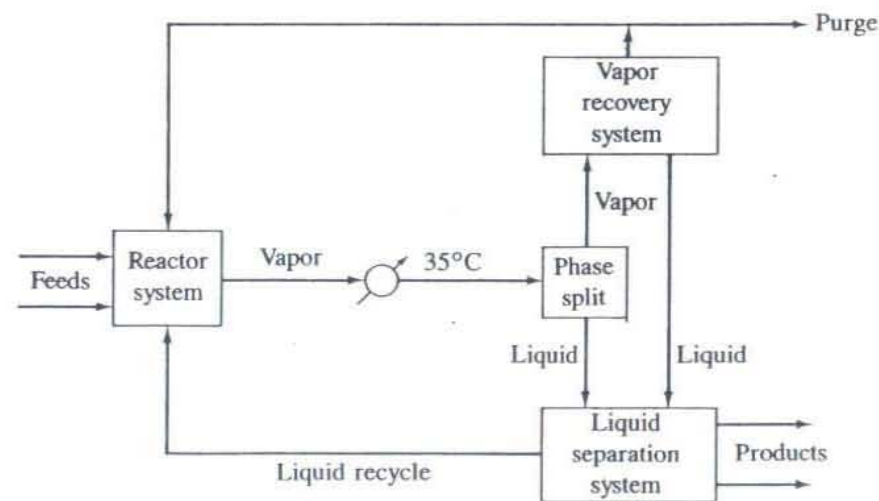 Purge
Vapor
recovery
system
Vapor
Reactor
system
Feeds
Vapor
35°C
Phase
split
Liquid
Liquid
Liquid
separation
system
Products
Liquid recycle